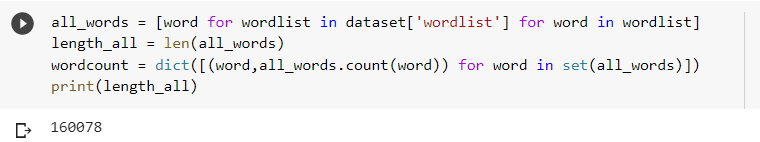 all_words = [word for wordlist in dataset['wordlist'] for word in wordlist]
length_all = len(all_words)
wordcount = dict([(word,all_words.count(word)) for word in set(all_words)])
print(length_all)
160078